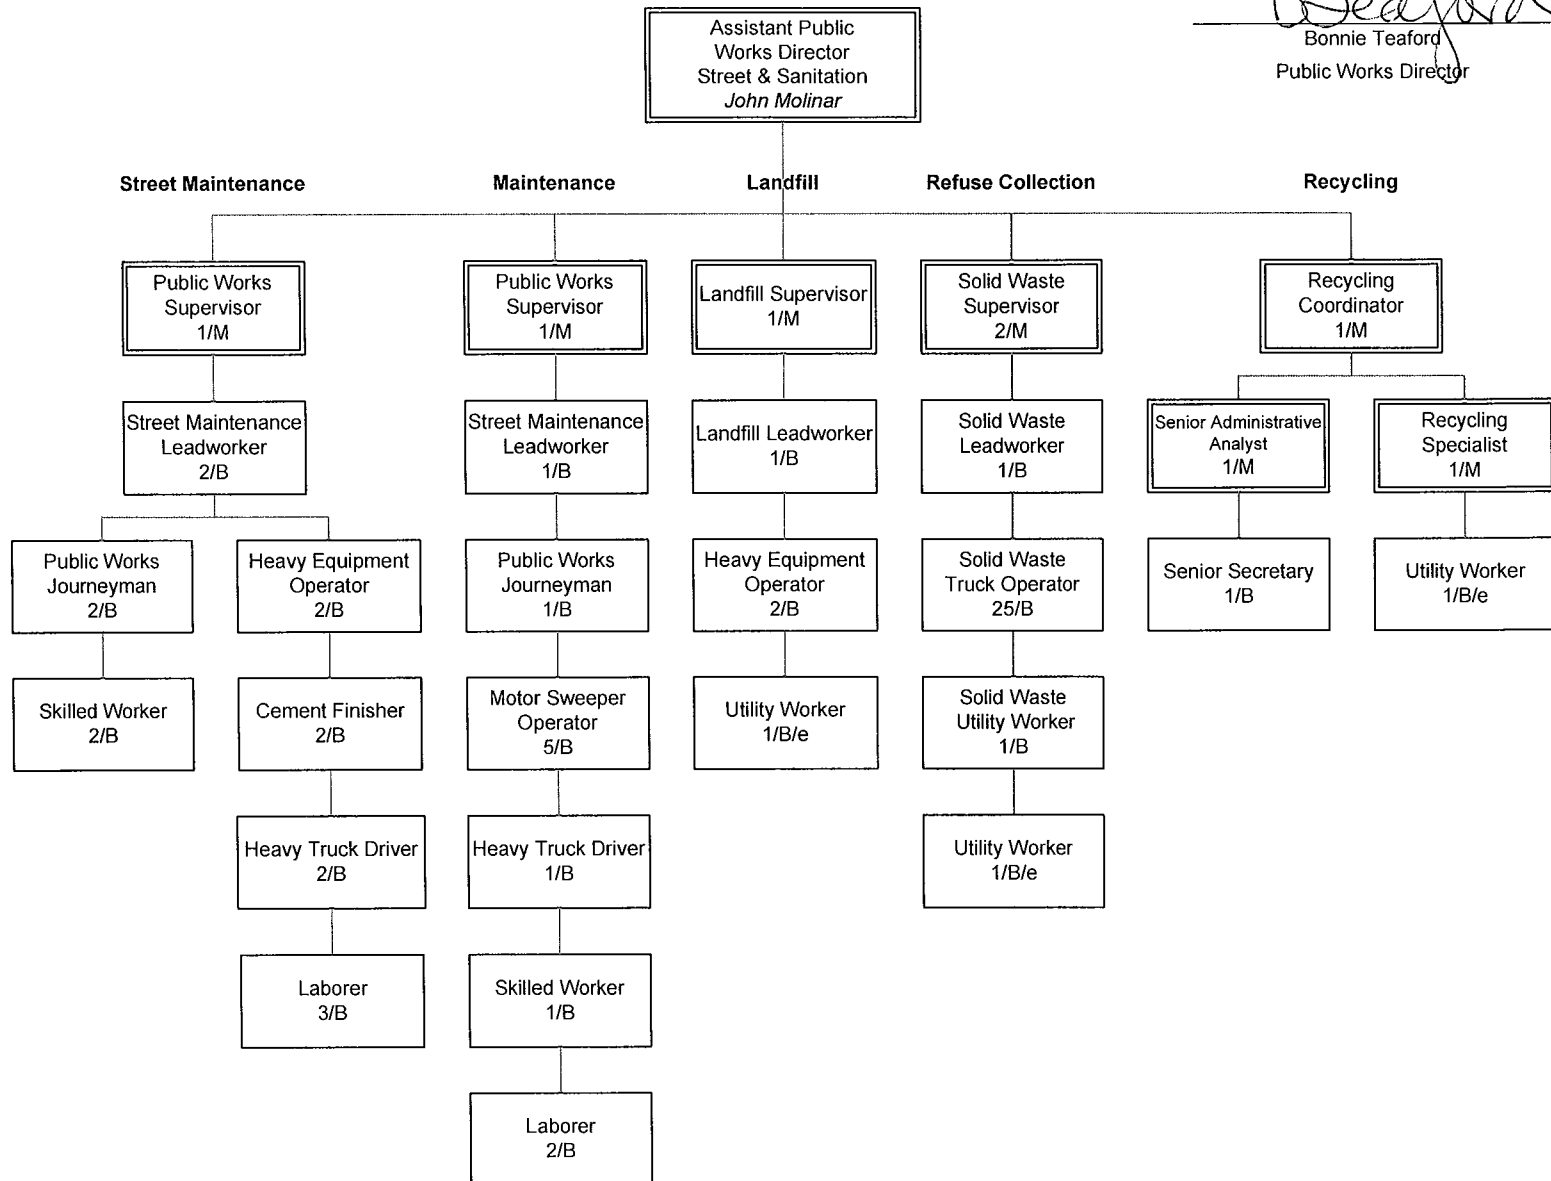 Teaford
Bonnie Teaford
Public Works Director
Assistant Public
Works Director
Street & Sanitation
John Molinar
Street Maintenance
Maintenance
Landfill
Refuse Collection
Recycling
Public Works
Supervisor
1/M
Public Works
Supervisor
1/M
Landfill Supervisor
1/M
Solid Waste
Supervisor
2/M
Recycling
Coordinator
1/M
Street Maintenance
Leadworker
2/B
Street Maintenance
Leadworker
1/B
Landfill Leadworker
1/B
Solid Waste
Leadworker
1/B
Senior Administrative
Analyst
1/M
Recycling
Specialist
1/M
Public Works
Journeyman
2/B
Heavy Equipment
Operator
2/B
Public Works
Journeyman
1/B
Heavy Equipment
Operator
2/B
Solid Waste
Truck Operator
25/B
Senior Secretary
1/B
Utility Worker
1/B/e
Skilled Worker
2/B
Cement Finisher
2/B
Motor Sweeper
Operator
5/B
Utility Worker
1/B/e
Solid Waste
Utility Worker
1/B
Heavy Truck Driver
2/B
Heavy Truck Driver
1/B
Utility Worker
1/B/e
Laborer
3/B
Skilled Worker
1/B
Laborer
2/B